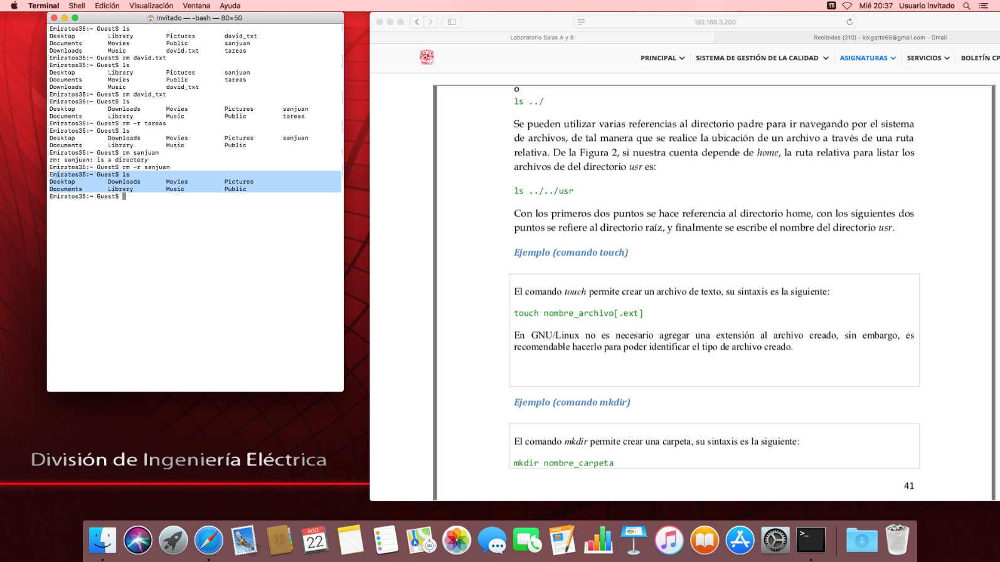 Terminal Shell Edición Visualización Ventana Ayuda
Mié 20:37 Usuario invitado
Invitado — -bash — 80×50
[Emiratos35:~ Guest$ ls ]
Desktop Library Pictures david_txt
Documents Movies Public sanjuan
Downloads Music david.txt tareas
[Emiratos35:~ Guest$ rm david.txt ]
[Emiratos35:~ Guest$ ls ]
Desktop Library Pictures sanjuan
Documents Movies Public tareas
Downloads Music david_txt
[Emiratos35:~ Guest$ rm david_txt ]
[Emiratos35:~ Guest$ ls ]
Desktop Downloads Movies Pictures sanjuan
Documents Library Music Public tareas
[Emiratos35:~ Guest$ rm -r tareas ]
[Emiratos35:~ Guest$ ls ]
Desktop Downloads Movies Pictures sanjuan
Documents Library Music Public
[Emiratos35:~ Guest$ rm sanjuan ]
rm: sanjuan: is a directory
[Emiratos35:~ Guest$ rm -r sanjuan ]
[Emiratos35:~ Guest$ ls ]
Desktop Downloads Movies Pictures
Documents Library Music Public
Emiratos35:~ Guest$
División de Ingeniería Eléctrica
192.168.3.200
Laboratorio Salas A y B
Recibidos (210) - kolgatte69@gmail.com - Gmail
PRINCIPAL SISTEMA DE GESTIÓN DE LA CALIDAD ASIGNATURAS SERVICIOS BOLETÍN CP
o
ls ../
Se pueden utilizar varias referencias al directorio padre para ir navegando por el sistema
de archivos, de tal manera que se realice la ubicación de un archivo a través de una ruta
relativa. De la Figura 2, si nuestra cuenta depende de home, la ruta relativa para listar los
archivos de del directorio usr es:
ls ../../usr
Con los primeros dos puntos se hace referencia al directorio home, con los siguientes dos
puntos se refiere al directorio raíz, y finalmente se escribe el nombre del directorio usr.
Ejemplo (comando touch)
El comando touch permite crear un archivo de texto, su sintaxis es la siguiente:
touch nombre_archivo[.ext]
En GNU/Linux no es necesario agregar una extensión al archivo creado, sin embargo, es
recomendable hacerlo para poder identificar el tipo de archivo creado.
Ejemplo (comando mkdir)
El comando mkdir permite crear una carpeta, su sintaxis es la siguiente:
mkdir nombre_carpeta
41
AGO
22
PAGES
3D
>_